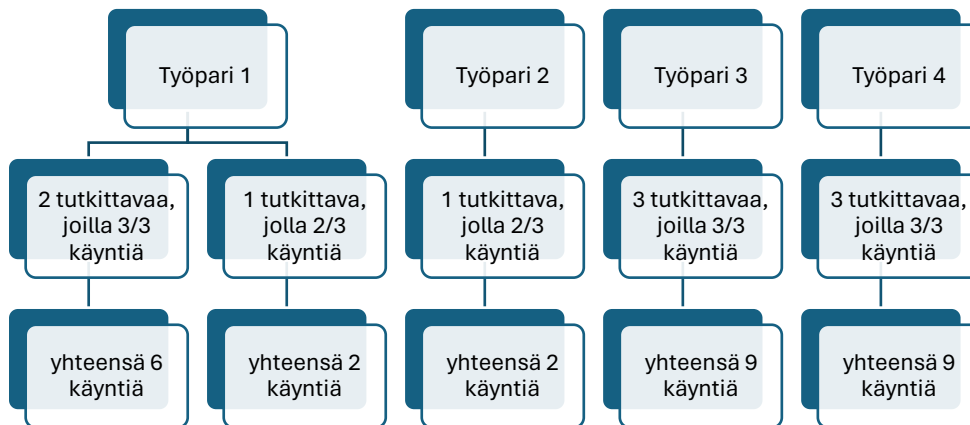 Työpari 1
Työpari 2
Työpari 3
Työpari 4
2 tutkittavaa,
joilla 3/3
käyntiä
1 tutkittava,
jolla 2/3
käyntiä
1 tutkittava,
jolla 2/3
käyntiä
3 tutkittavaa,
joilla 3/3
käyntiä
3 tutkittavaa,
joilla 3/3
käyntiä
yhteensä 6
käyntiä
yhteensä 2
käyntiä
yhteensä 2
käyntiä
yhteensä 9
käyntiä
yhteensä 9
käyntiä